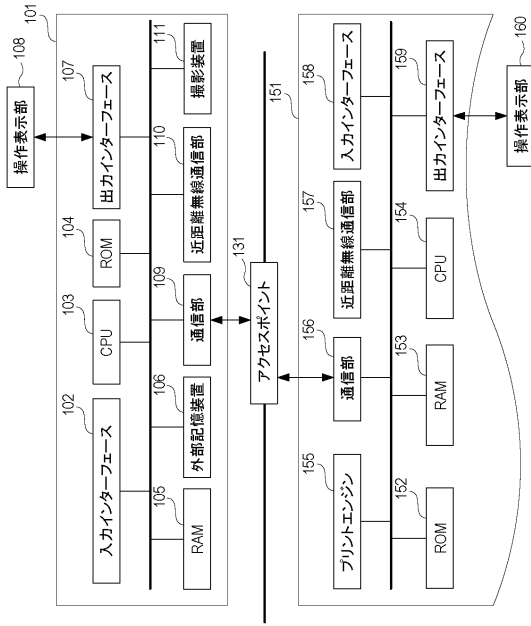 101
入力インターフェース
102
CPU
103
ROM
104
出力インターフェース
107
操作表示部
108
RAM
105
外部記憶装置
106
通信部
109
近距離無線通信部
110
撮影装置
111
アクセスポイント
131
151
プリントエンジン
155
通信部
156
近距離無線通信部
157
入力インターフェース
158
ROM
152
RAM
153
CPU
154
出力インターフェース
159
操作表示部
160